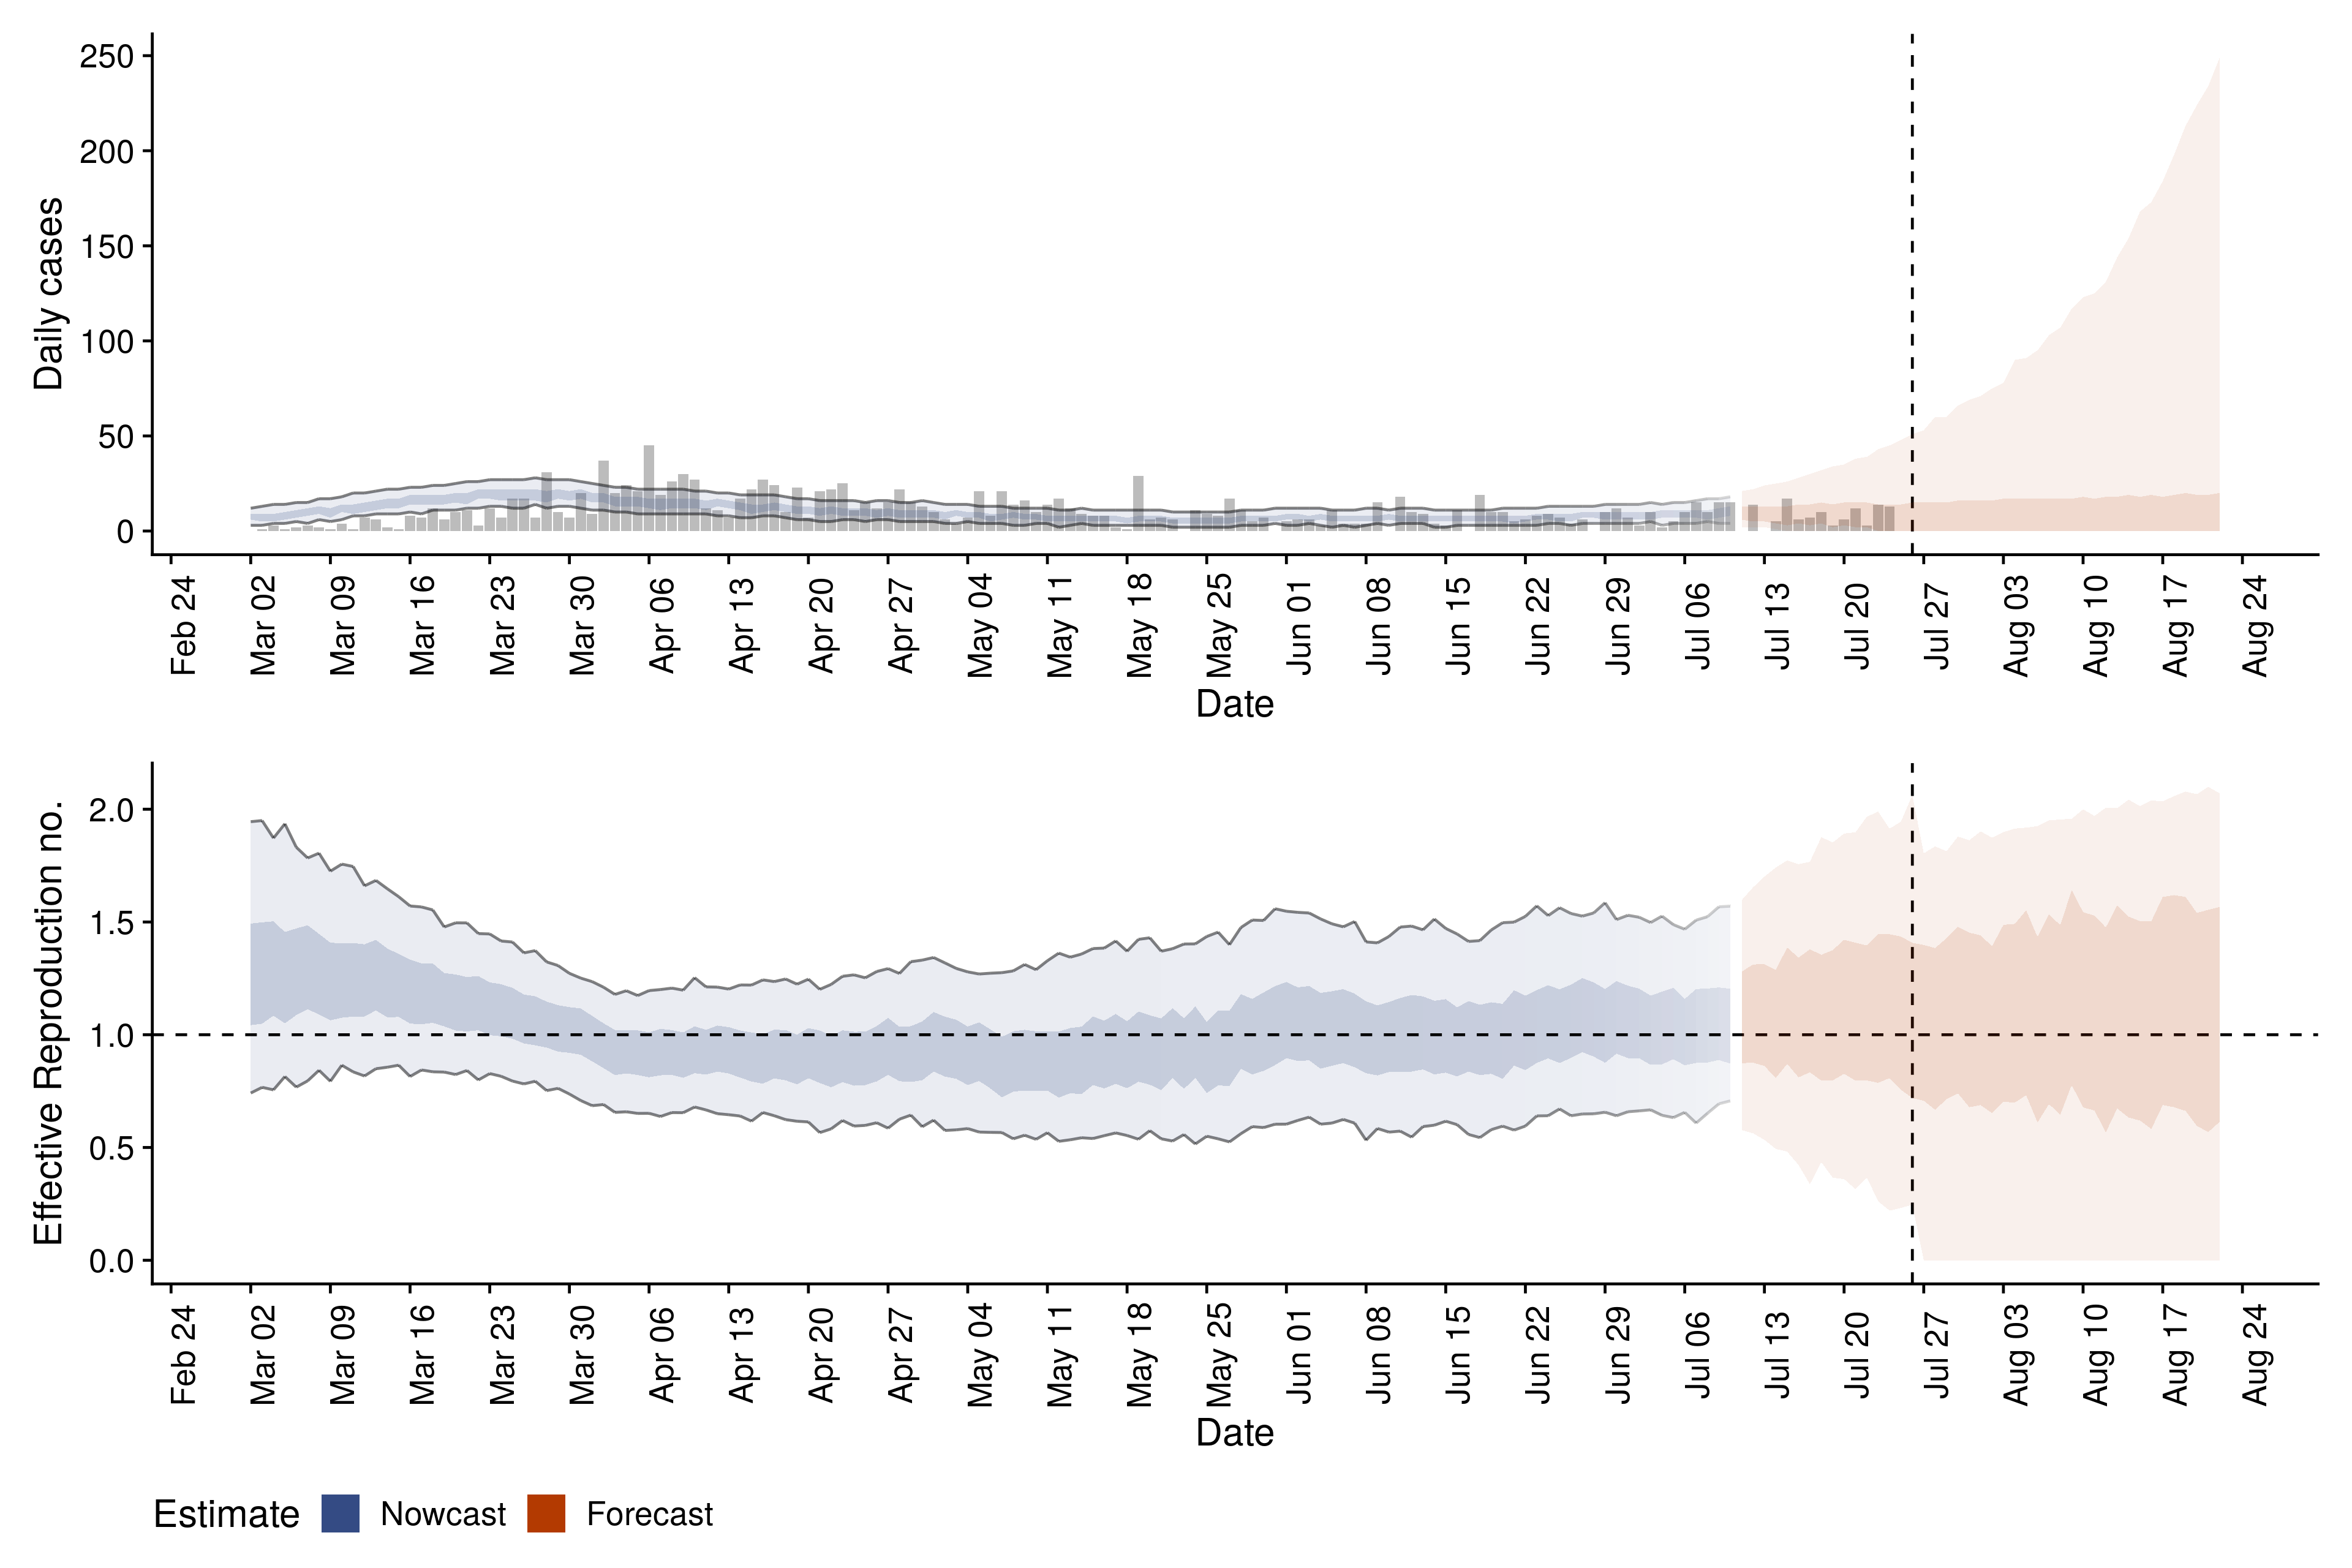 250
200
150
100
50
0
Daily cases
Feb 24 Mar 02 Mar 09 Mar 16 Mar 23 Mar 30 Apr 06 Apr 13 Apr 20 Apr 27 May 04 May 11 May 18 May 25 Jun 01 Jun 08 Jun 15 Jun 22 Jun 29 Jul 06 Jul 13 Jul 20 Jul 27 Aug 03 Aug 10 Aug 17 Aug 24
Date
2.0
1.5
1.0
0.5
0.0
Effective Reproduction no.
Feb 24 Mar 02 Mar 09 Mar 16 Mar 23 Mar 30 Apr 06 Apr 13 Apr 20 Apr 27 May 04 May 11 May 18 May 25 Jun 01 Jun 08 Jun 15 Jun 22 Jun 29 Jul 06 Jul 13 Jul 20 Jul 27 Aug 03 Aug 10 Aug 17 Aug 24
Date
Estimate Nowcast Forecast